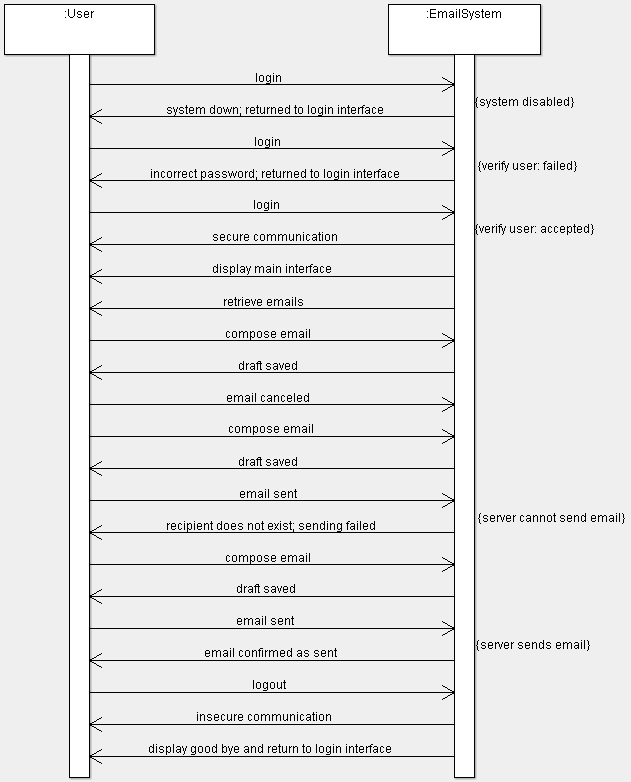 :User
:EmailSystem
login
{system disabled}
system down; returned to login interface
login
{verify user: failed}
incorrect password; returned to login interface
login
{verify user: accepted}
secure communication
display main interface
retrieve emails
compose email
draft saved
email canceled
compose email
draft saved
email sent
{server cannot send email}
recipient does not exist; sending failed
compose email
draft saved
email sent
{server sends email}
email confirmed as sent
logout
insecure communication
display good bye and return to login interface